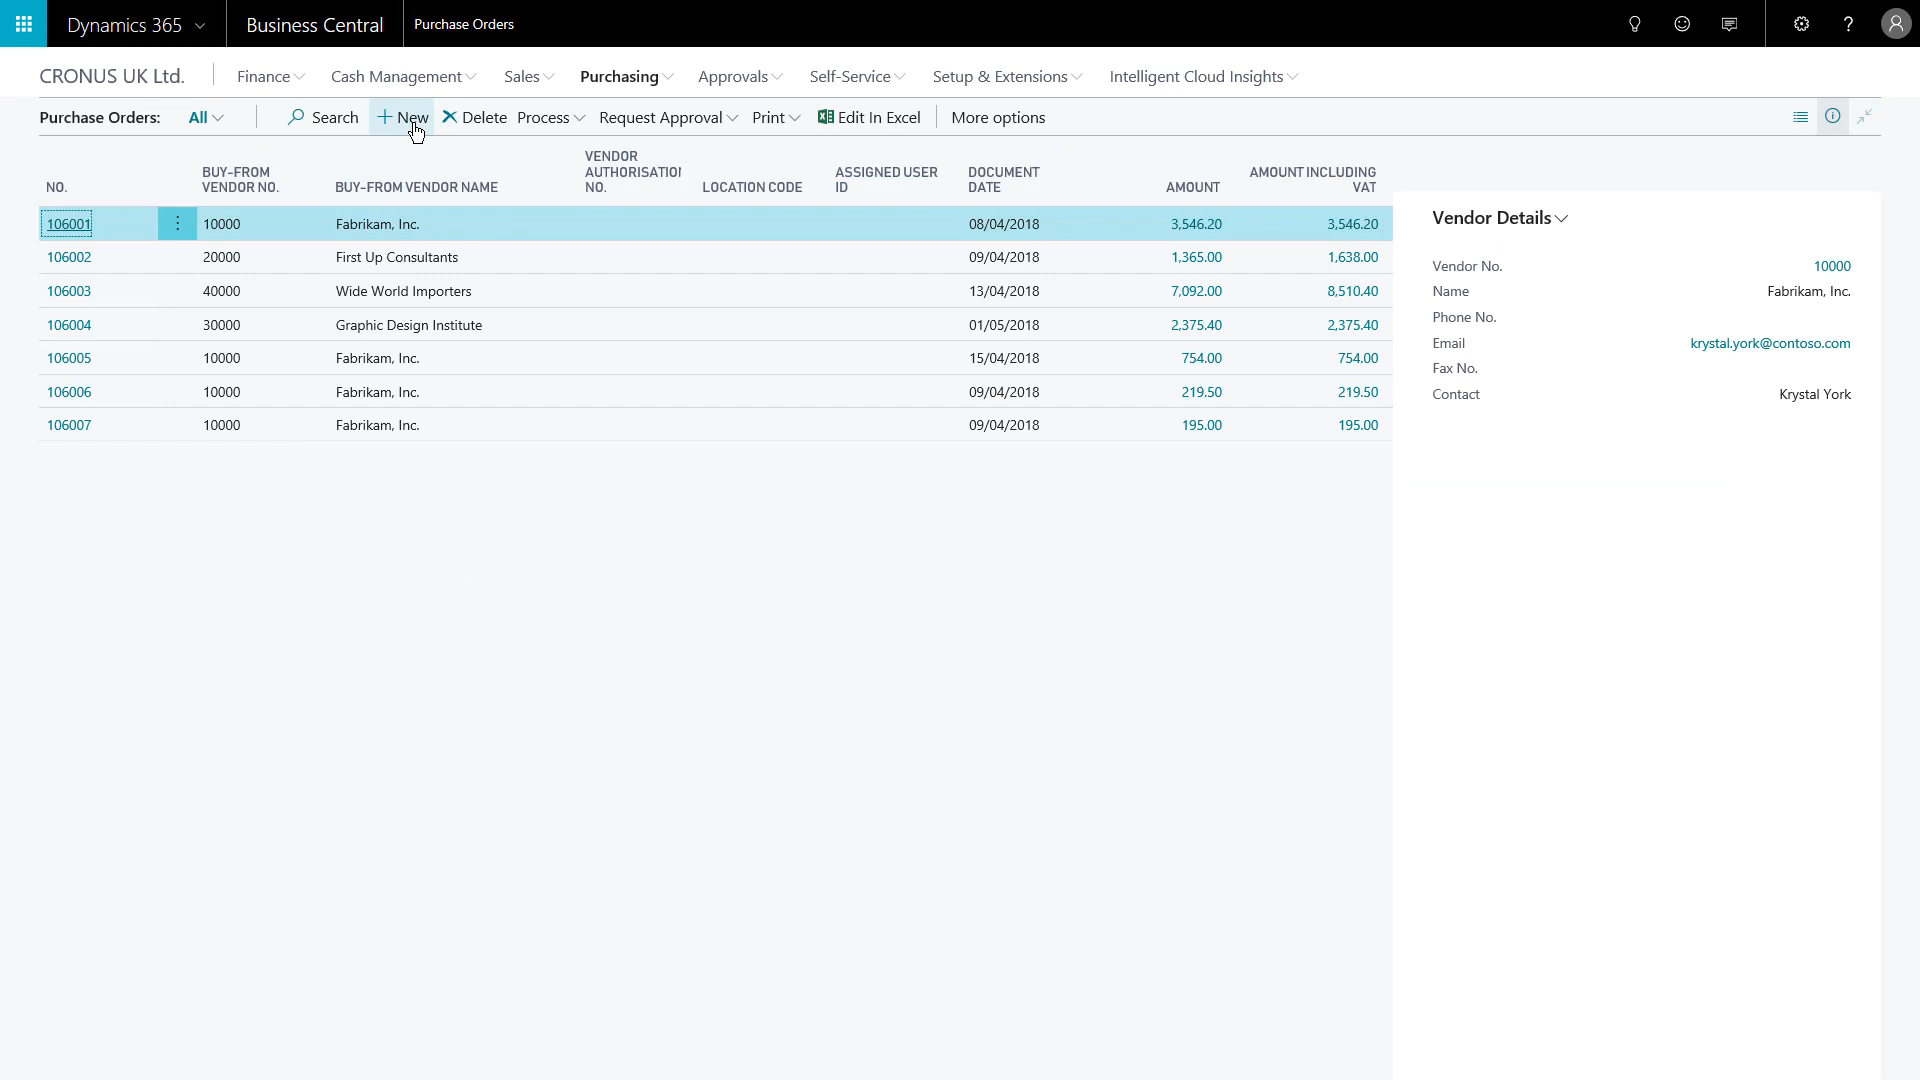 Dynamics 365 Business Central Purchase Orders ?
CRONUS UK Ltd. Finance Cash Management Sales Purchasing Approvals Self-Service Setup & Extensions Intelligent Cloud Insights
Purchase Orders: All Search + New Delete Process Request Approval Print Edit In Excel More options
NO. BUY-FROM VENDOR NO. BUY-FROM VENDOR NAME VENDOR AUTHORISATION NO. LOCATION CODE ASSIGNED USER ID DOCUMENT DATE AMOUNT AMOUNT INCLUDING VAT
106001 10000 Fabrikam, Inc. 08/04/2018 3,546.20 3,546.20
106002 20000 First Up Consultants 09/04/2018 1,365.00 1,638.00
106003 40000 Wide World Importers 13/04/2018 7,092.00 8,510.40
106004 30000 Graphic Design Institute 01/05/2018 2,375.40 2,375.40
106005 10000 Fabrikam, Inc. 15/04/2018 754.00 754.00
106006 10000 Fabrikam, Inc. 09/04/2018 219.50 219.50
106007 10000 Fabrikam, Inc. 09/04/2018 195.00 195.00
Vendor Details
Vendor No. 10000
Name Fabrikam, Inc.
Phone No.
Email krystal.york@contoso.com
Fax No.
Contact Krystal York